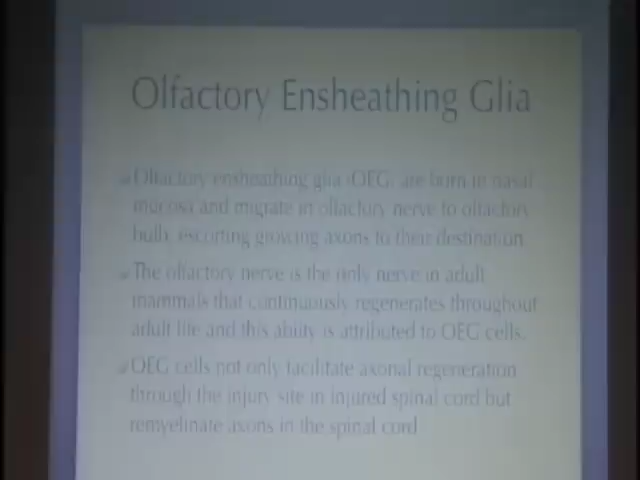 Olfactory Ensheathing Glia
Olfactory ensheathing glia (OEG) are born in nasal
mucosa and migrate in olfactory nerve to olfactory
bulb, escorting growing axons to their destination
The olfactory nerve is the only nerve in adult
mammals that continuously regenerates throughout
adult life and this ability is attributed to OEG cells.
OEG cells not only facilitate axonal regeneration
through the injury site in injured spinal cord but
remyelinate axons in the spinal cord